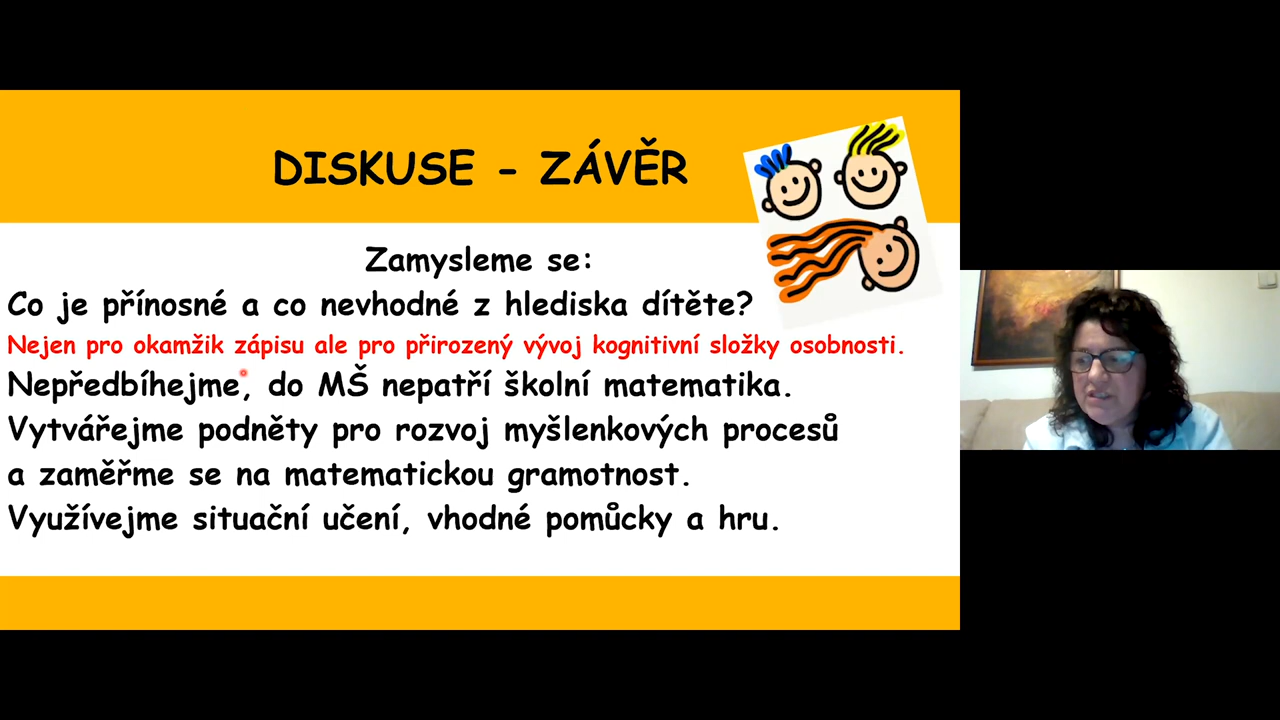 DISKUSE - ZÁVĚR
Zamysleme se:
Co je přínosné a co nevhodné z hlediska dítěte?
Nejen pro okamžik zápisu ale pro přirozený vývoj kognitivní složky osobnosti.
Nepředbíhejme, do MŠ nepatří školní matematika.
Vytvářejme podněty pro rozvoj myšlenkových procesů
a zaměřme se na matematickou gramotnost.
Využívejme situační učení, vhodné pomůcky a hru.